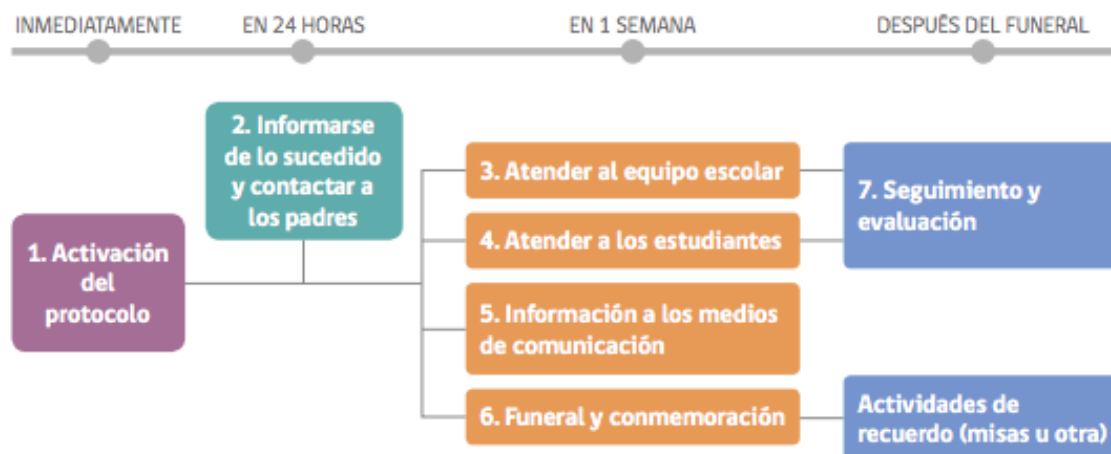 INMEDIATAMENTE
EN 24 HORAS
EN 1 SEMANA
DESPUÉS DEL FUNERAL
1. Activación
del
protocolo
2. Informarse
de lo sucedido
y contactar a
los padres
3. Atender al equipo escolar
4. Atender a los estudiantes
5. Información a los medios
de comunicación
6. Funeral y conmemoración
7. Seguimiento y
evaluación
Actividades de
recuerdo (misas u otra)